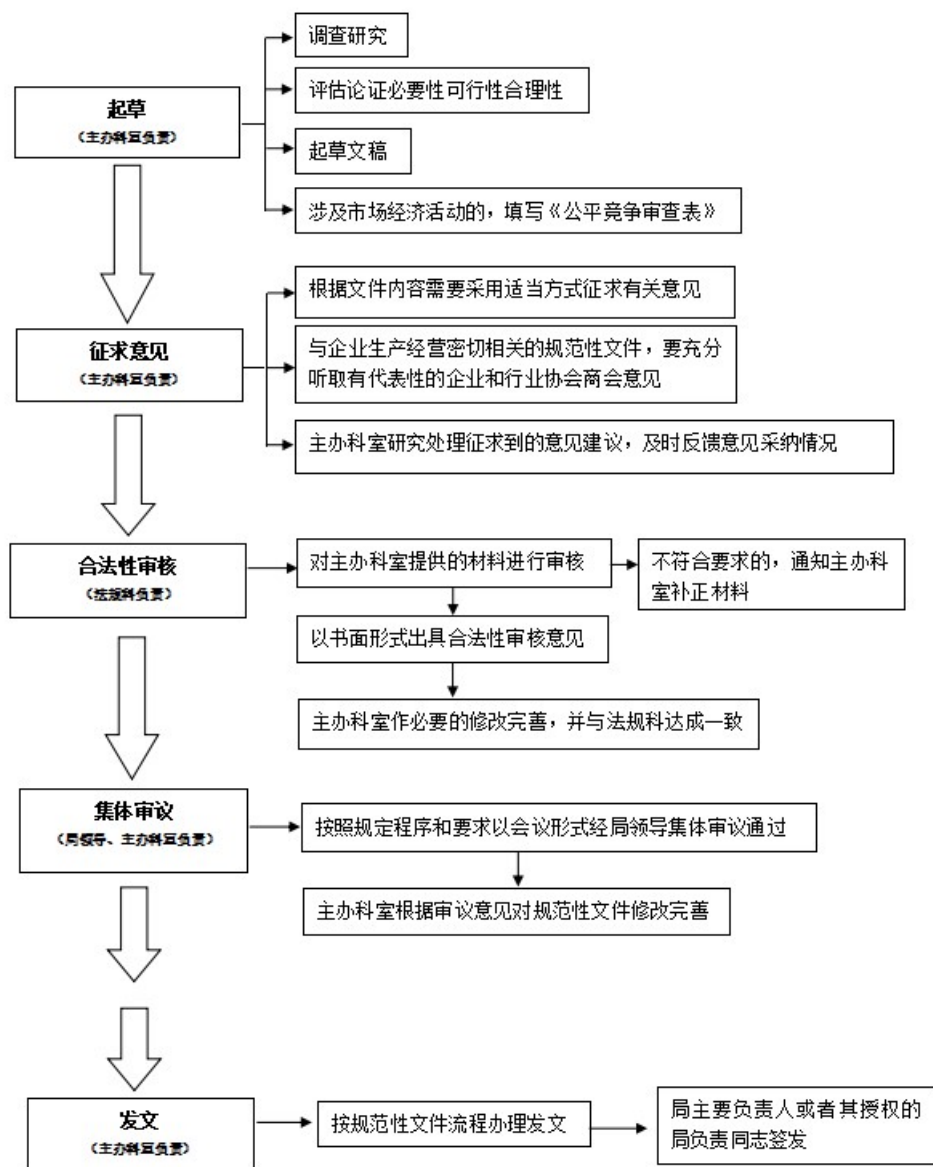 调查研究
评估论证必要性可行性合理性
起草
（主办科室负责）
起草文稿
涉及市场经济活动的，填写《公平竞争审查表》
根据文件内容需要采用适当方式征求有关意见
征求意见
（主办科室负责）
与企业生产经营密切相关的规范性文件，要充分
听取有代表性的企业和行业协会商会意见
主办科室研究处理征求到的意见建议，及时反馈意见采纳情况
合法性审核
（法规科负责）
对主办科室提供的材料进行审核
不符合要求的，通知主办科
室补正材料
以书面形式出具合法性审核意见
主办科室作必要的修改完善，并与法规科达成一致
集体审议
（局领导、主办科室负责）
按照规定程序和要求以会议形式经局领导集体审议通过
主办科室根据审议意见对规范性文件修改完善
发文
（主办科室负责）
按规范性文件流程办理发文
局主要负责人或者其授权的
局负责同志签发